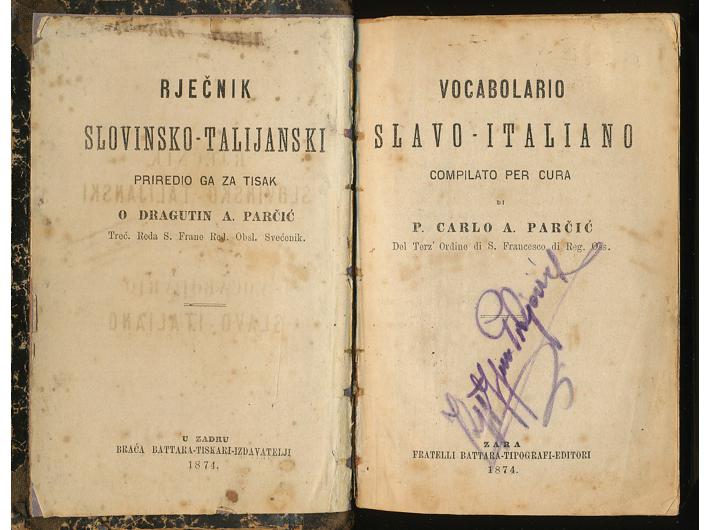 RJEČNIK
SLOVINSKO-TALIJANSKI
PRIREDIO GA ZA TISAK
O DRAGUTIN A. PARČIĆ
Treć. Reda S. Frane Red. Obsl. Svećenik.
U ZADRU
BRAĆA BATTARA-TISKARI-IZDAVATELJI
1874.
VOCABOLARIO
SLAVO-ITALIANO
COMPILATO PER CURA
DI
P. CARLO A. PARČIĆ
Del Terz' Ordine di S. Francesco di Reg. Oss.
ZARA
FRATELLI BATTARA-TIPOGRAFI-EDITORI
1874.